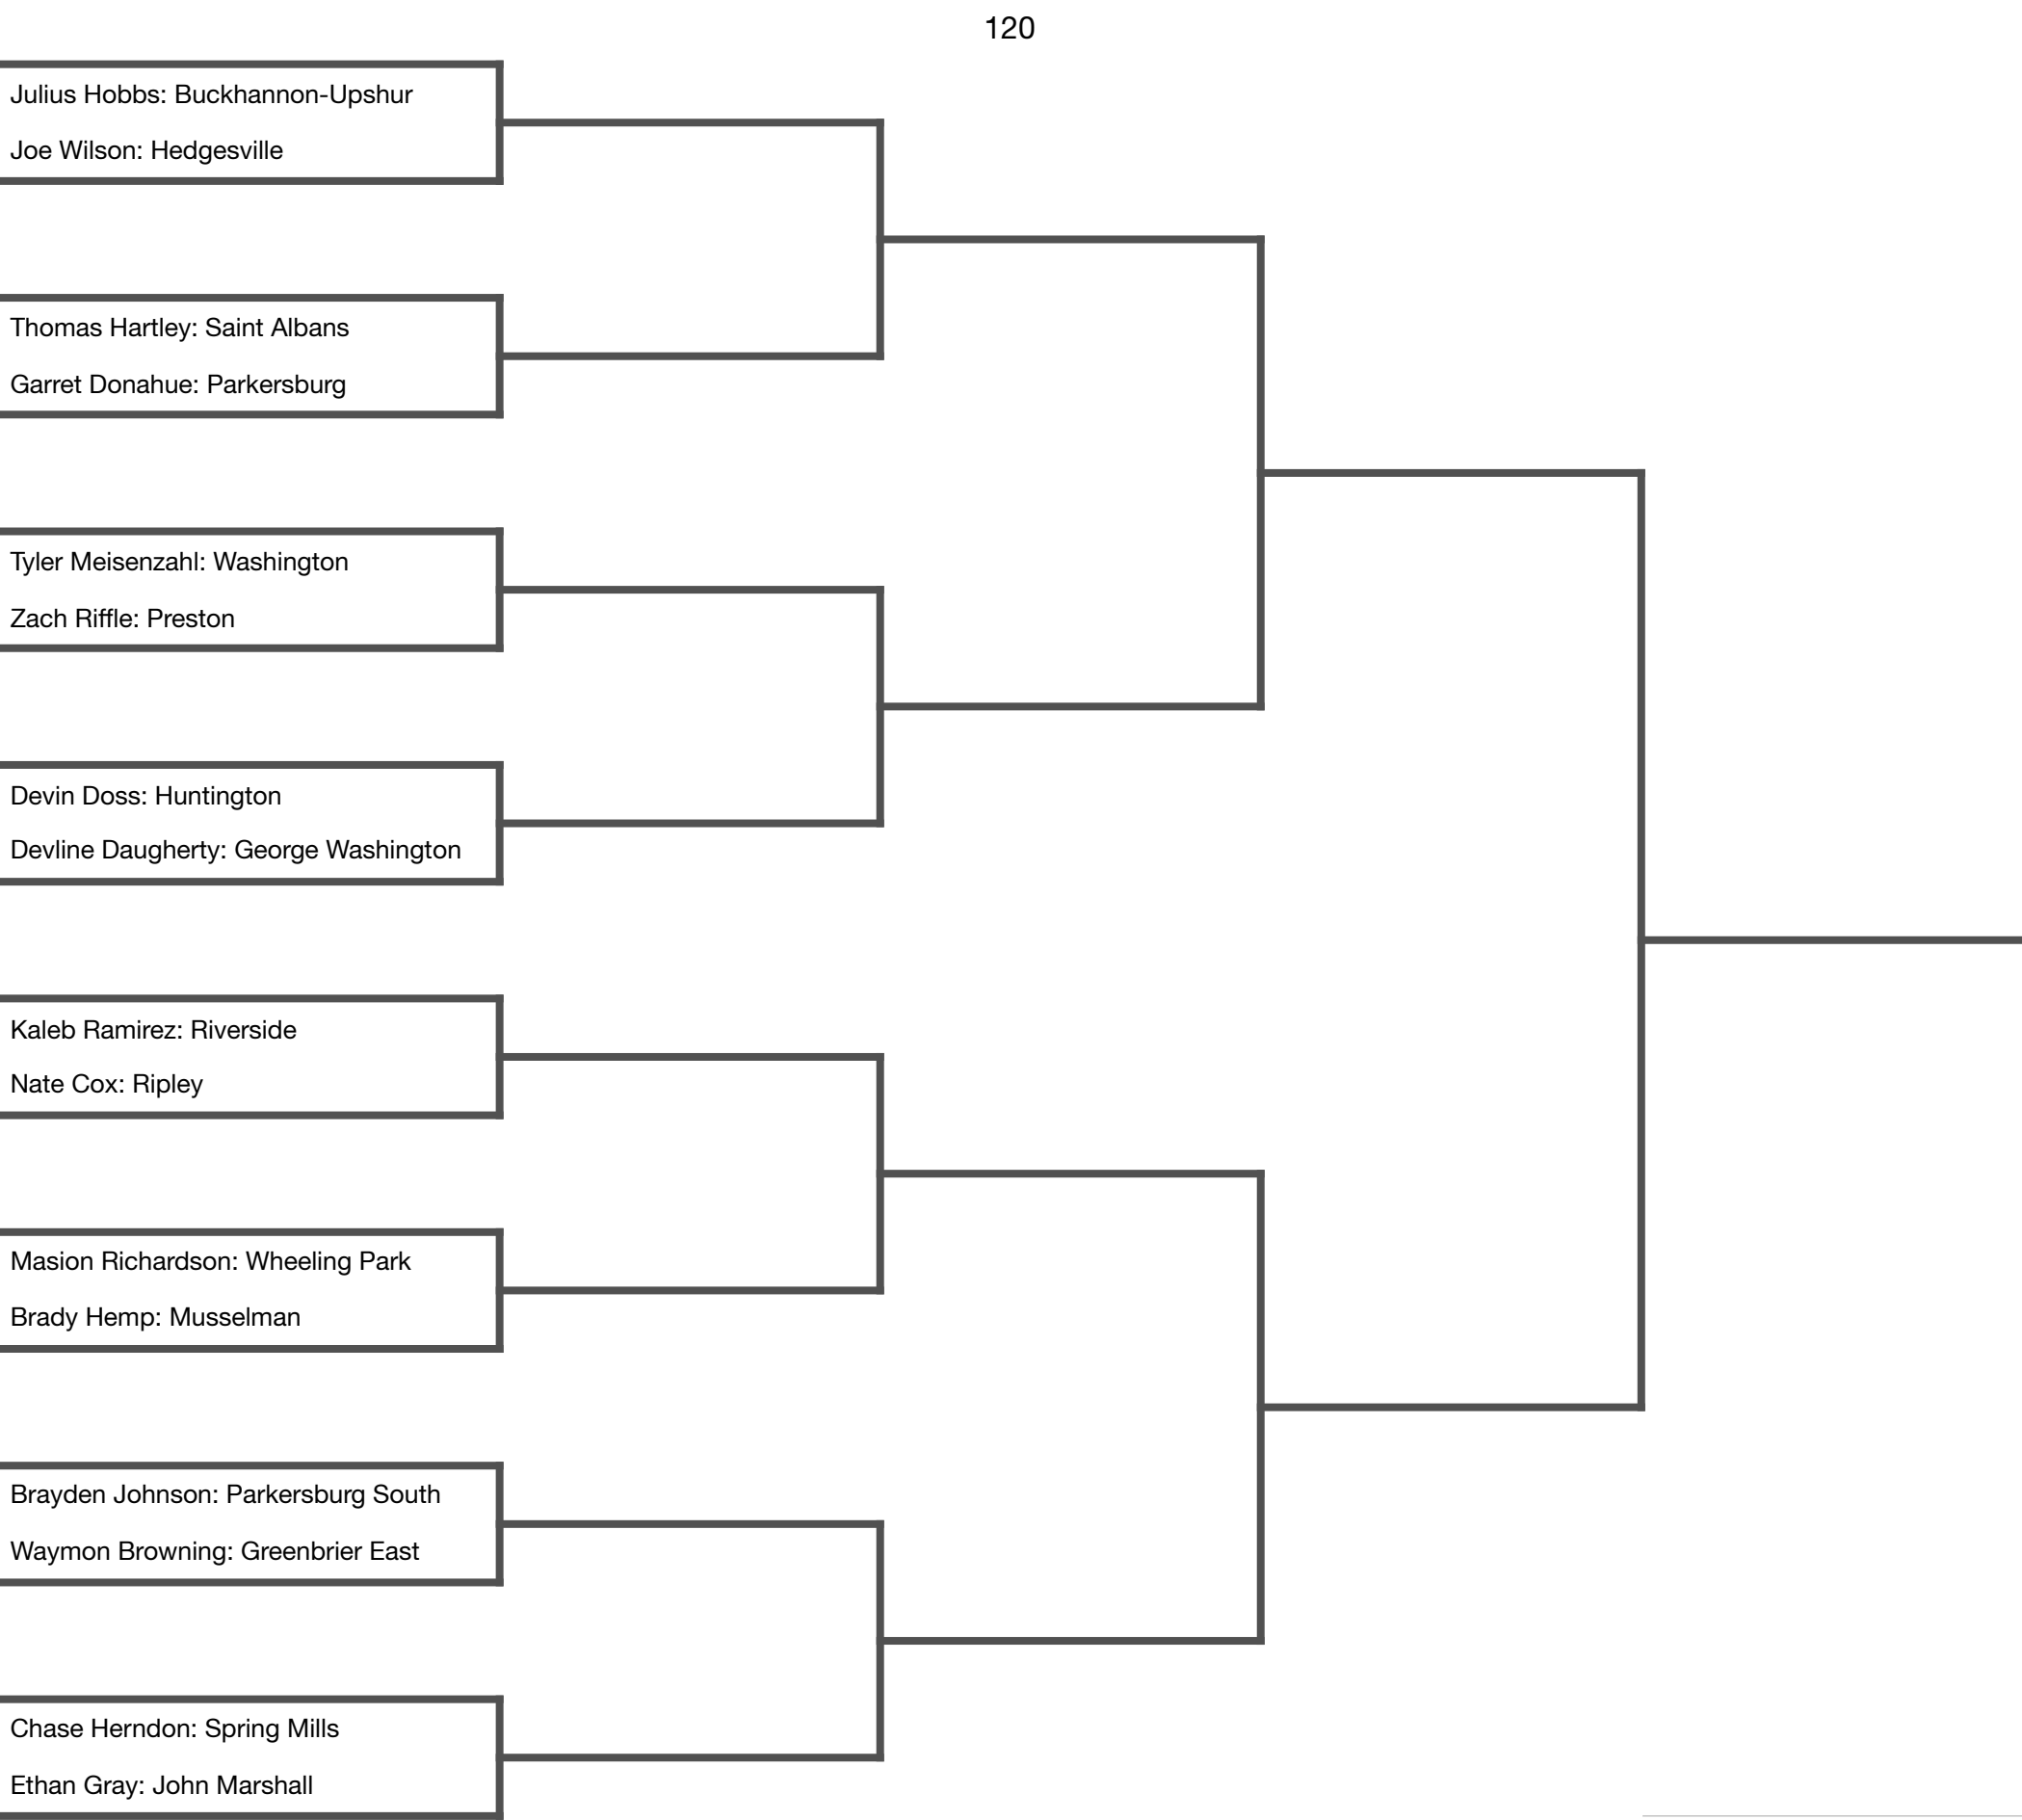 120
Julius Hobbs: Buckhannon-Upshur
Joe Wilson: Hedgesville
Thomas Hartley: Saint Albans
Garret Donahue: Parkersburg
Tyler Meisenzahl: Washington
Zach Riffle: Preston
Devin Doss: Huntington
Devline Daugherty: George Washington
Kaleb Ramirez: Riverside
Nate Cox: Ripley
Masion Richardson: Wheeling Park
Brady Hemp: Musselman
Brayden Johnson: Parkersburg South
Waymon Browning: Greenbrier East
Chase Herndon: Spring Mills
Ethan Gray: John Marshall